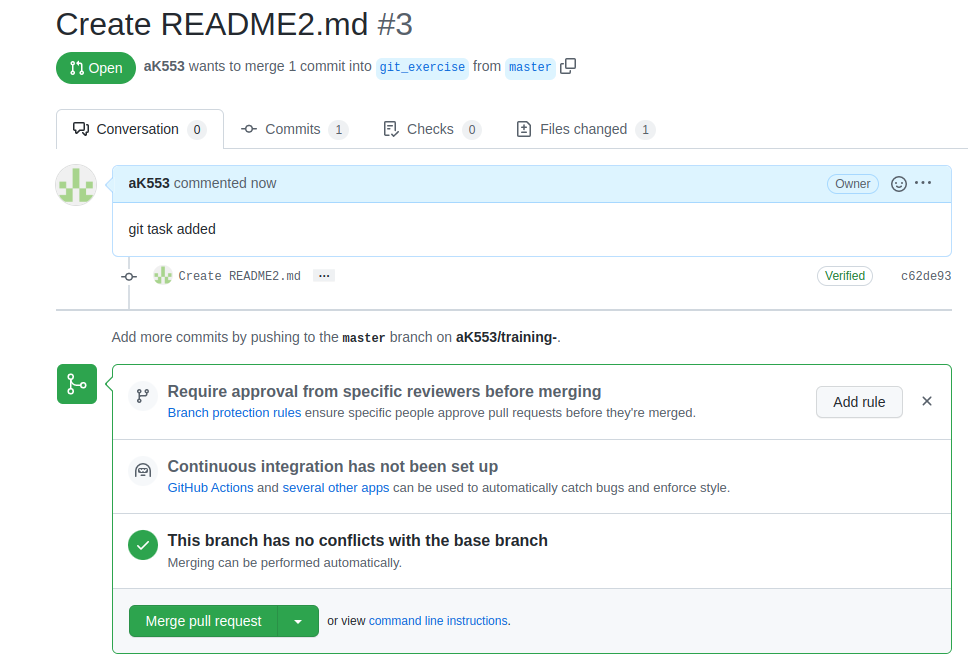 Create README2.md #3
Open aK553 wants to merge 1 commit into git_exercise from master
Conversation 0 Commits 1 Checks 0 Files changed 1
aK553 commented now Owner
git task added
Create README2.md ... Verified c62de93
Add more commits by pushing to the master branch on aK553/training-.
Require approval from specific reviewers before merging
Branch protection rules ensure specific people approve pull requests before they're merged.
Add rule
Continuous integration has not been set up
GitHub Actions and several other apps can be used to automatically catch bugs and enforce style.
This branch has no conflicts with the base branch
Merging can be performed automatically.
Merge pull request or view command line instructions.